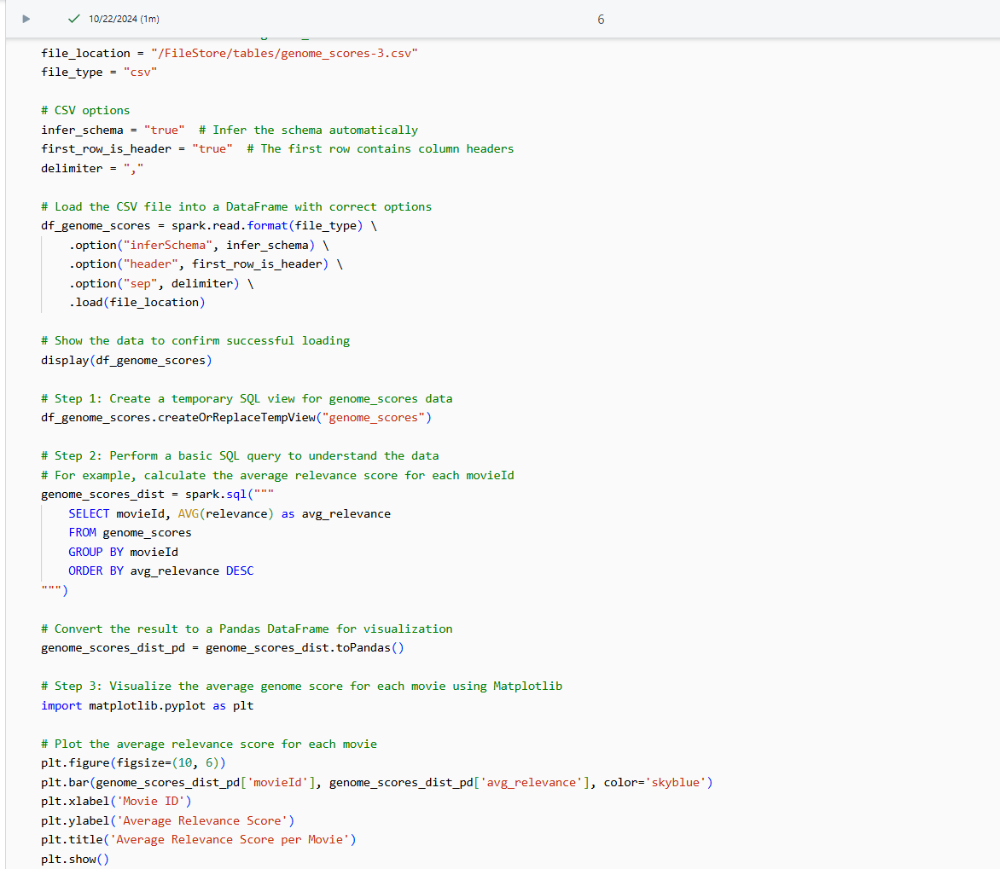 10/22/2024 (1m)
6
file_location = "/FileStore/tables/genome_scores-3.csv"
file_type = "csv"

# CSV options
infer_schema = "true"  # Infer the schema automatically
first_row_is_header = "true"  # The first row contains column headers
delimiter = ","

# Load the CSV file into a DataFrame with correct options
df_genome_scores = spark.read.format(file_type) \
    .option("inferSchema", infer_schema) \
    .option("header", first_row_is_header) \
    .option("sep", delimiter) \
    .load(file_location)

# Show the data to confirm successful loading
display(df_genome_scores)

# Step 1: Create a temporary SQL view for genome_scores data
df_genome_scores.createOrReplaceTempView("genome_scores")

# Step 2: Perform a basic SQL query to understand the data
# For example, calculate the average relevance score for each movieId
genome_scores_dist = spark.sql("""
    SELECT movieId, AVG(relevance) as avg_relevance
    FROM genome_scores
    GROUP BY movieId
    ORDER BY avg_relevance DESC
""")

# Convert the result to a Pandas DataFrame for visualization
genome_scores_dist_pd = genome_scores_dist.toPandas()

# Step 3: Visualize the average genome score for each movie using Matplotlib
import matplotlib.pyplot as plt

# Plot the average relevance score for each movie
plt.figure(figsize=(10, 6))
plt.bar(genome_scores_dist_pd['movieId'], genome_scores_dist_pd['avg_relevance'], color='skyblue')
plt.xlabel('Movie ID')
plt.ylabel('Average Relevance Score')
plt.title('Average Relevance Score per Movie')
plt.show()